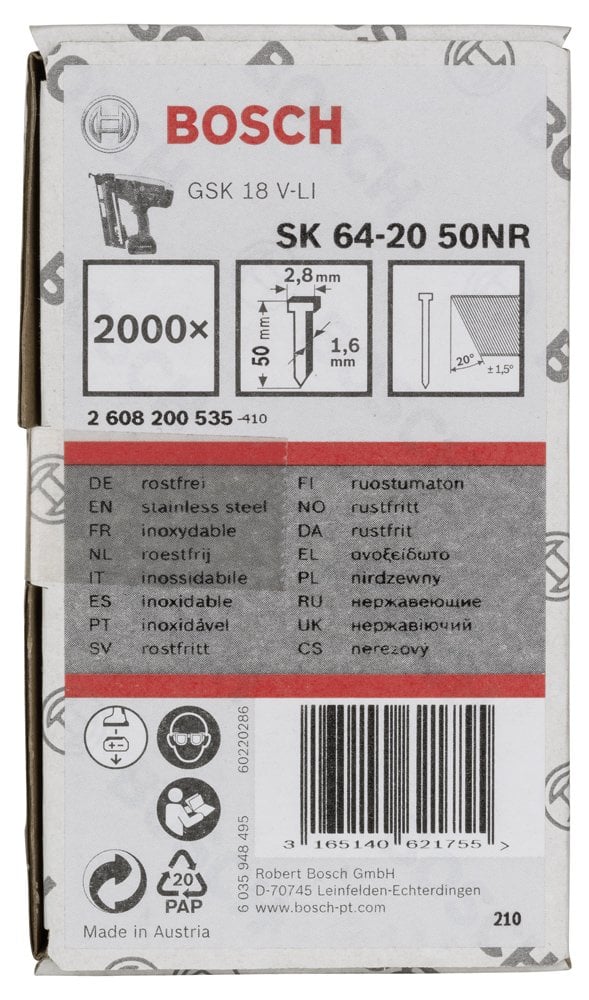 BOSCH
GSK 18 V-LI
SK 64-20 50NR
2000×
2,8 mm
50 mm
1,6 mm
20°
± 1,5°
2 608 200 535 -410
DE rostfrei
EN stainless steel
FR inoxydable
NL roestfrij
IT inossidabile
ES inoxidable
PT inoxidável
SV rostfritt
FI ruostumaton
NO rustfritt
DA rustfrit
EL ανοξείδωτο
PL nirdzewny
RU нержавеющие
UK нержавіючий
CS nerezový
60220286
6 035 948 495
3 165140 621755 >
20
PAP
Made in Austria
Robert Bosch GmbH
D-70745 Leinfelden-Echterdingen
www.bosch-pt.com
210